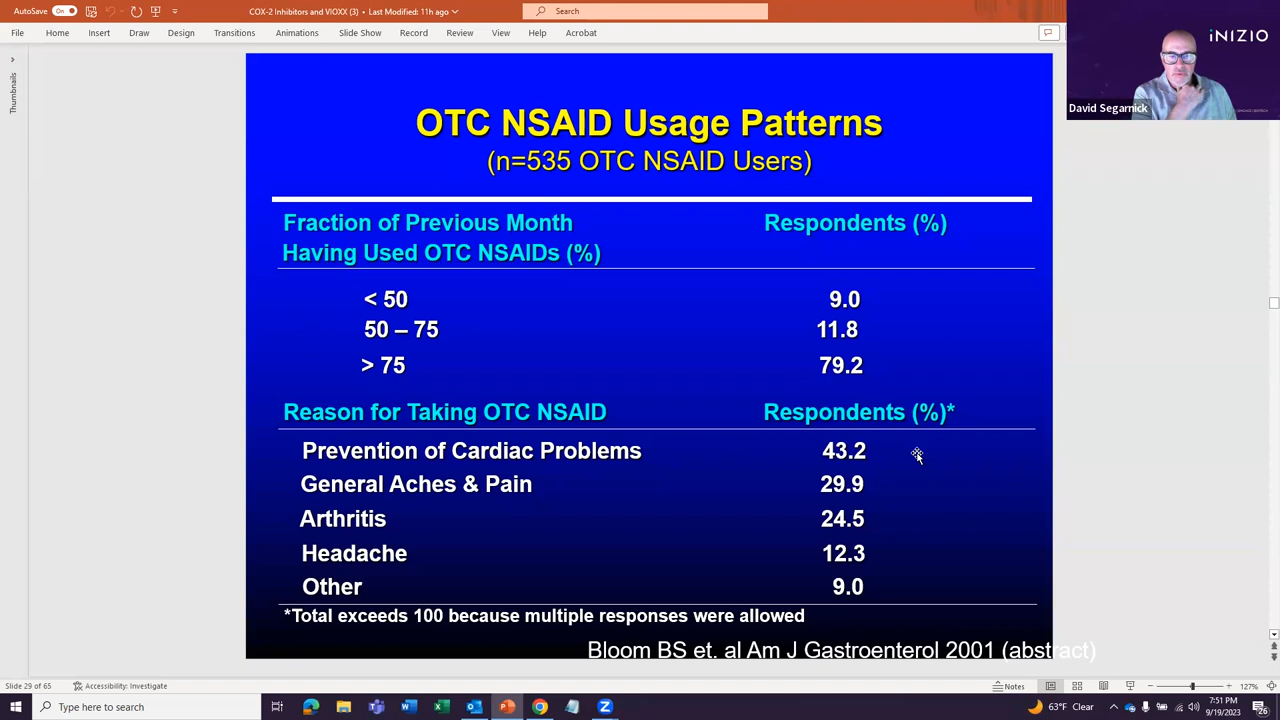 AutoSave On COX-2 Inhibitors and VIOXX (3) • Last Modified: 11h ago Search
File Home Insert Draw Design Transitions Animations Slide Show Record Review View Help Acrobat
iNIZIO
David Segarnick
Thumbnails
OTC NSAID Usage Patterns
(n=535 OTC NSAID Users)
Fraction of Previous Month Respondents (%)
Having Used OTC NSAIDs (%)
< 50 9.0
50 – 75 11.8
> 75 79.2
Reason for Taking OTC NSAID Respondents (%)*
Prevention of Cardiac Problems 43.2
General Aches & Pain 29.9
Arthritis 24.5
Headache 12.3
Other 9.0
*Total exceeds 100 because multiple responses were allowed
Bloom BS et. al Am J Gastroenterol 2001 (abstract)
Slide 29 of 65 Accessibility: Investigate Notes 127%
Type here to search 63°F Clear 7:51 PM
9/19/2023 26